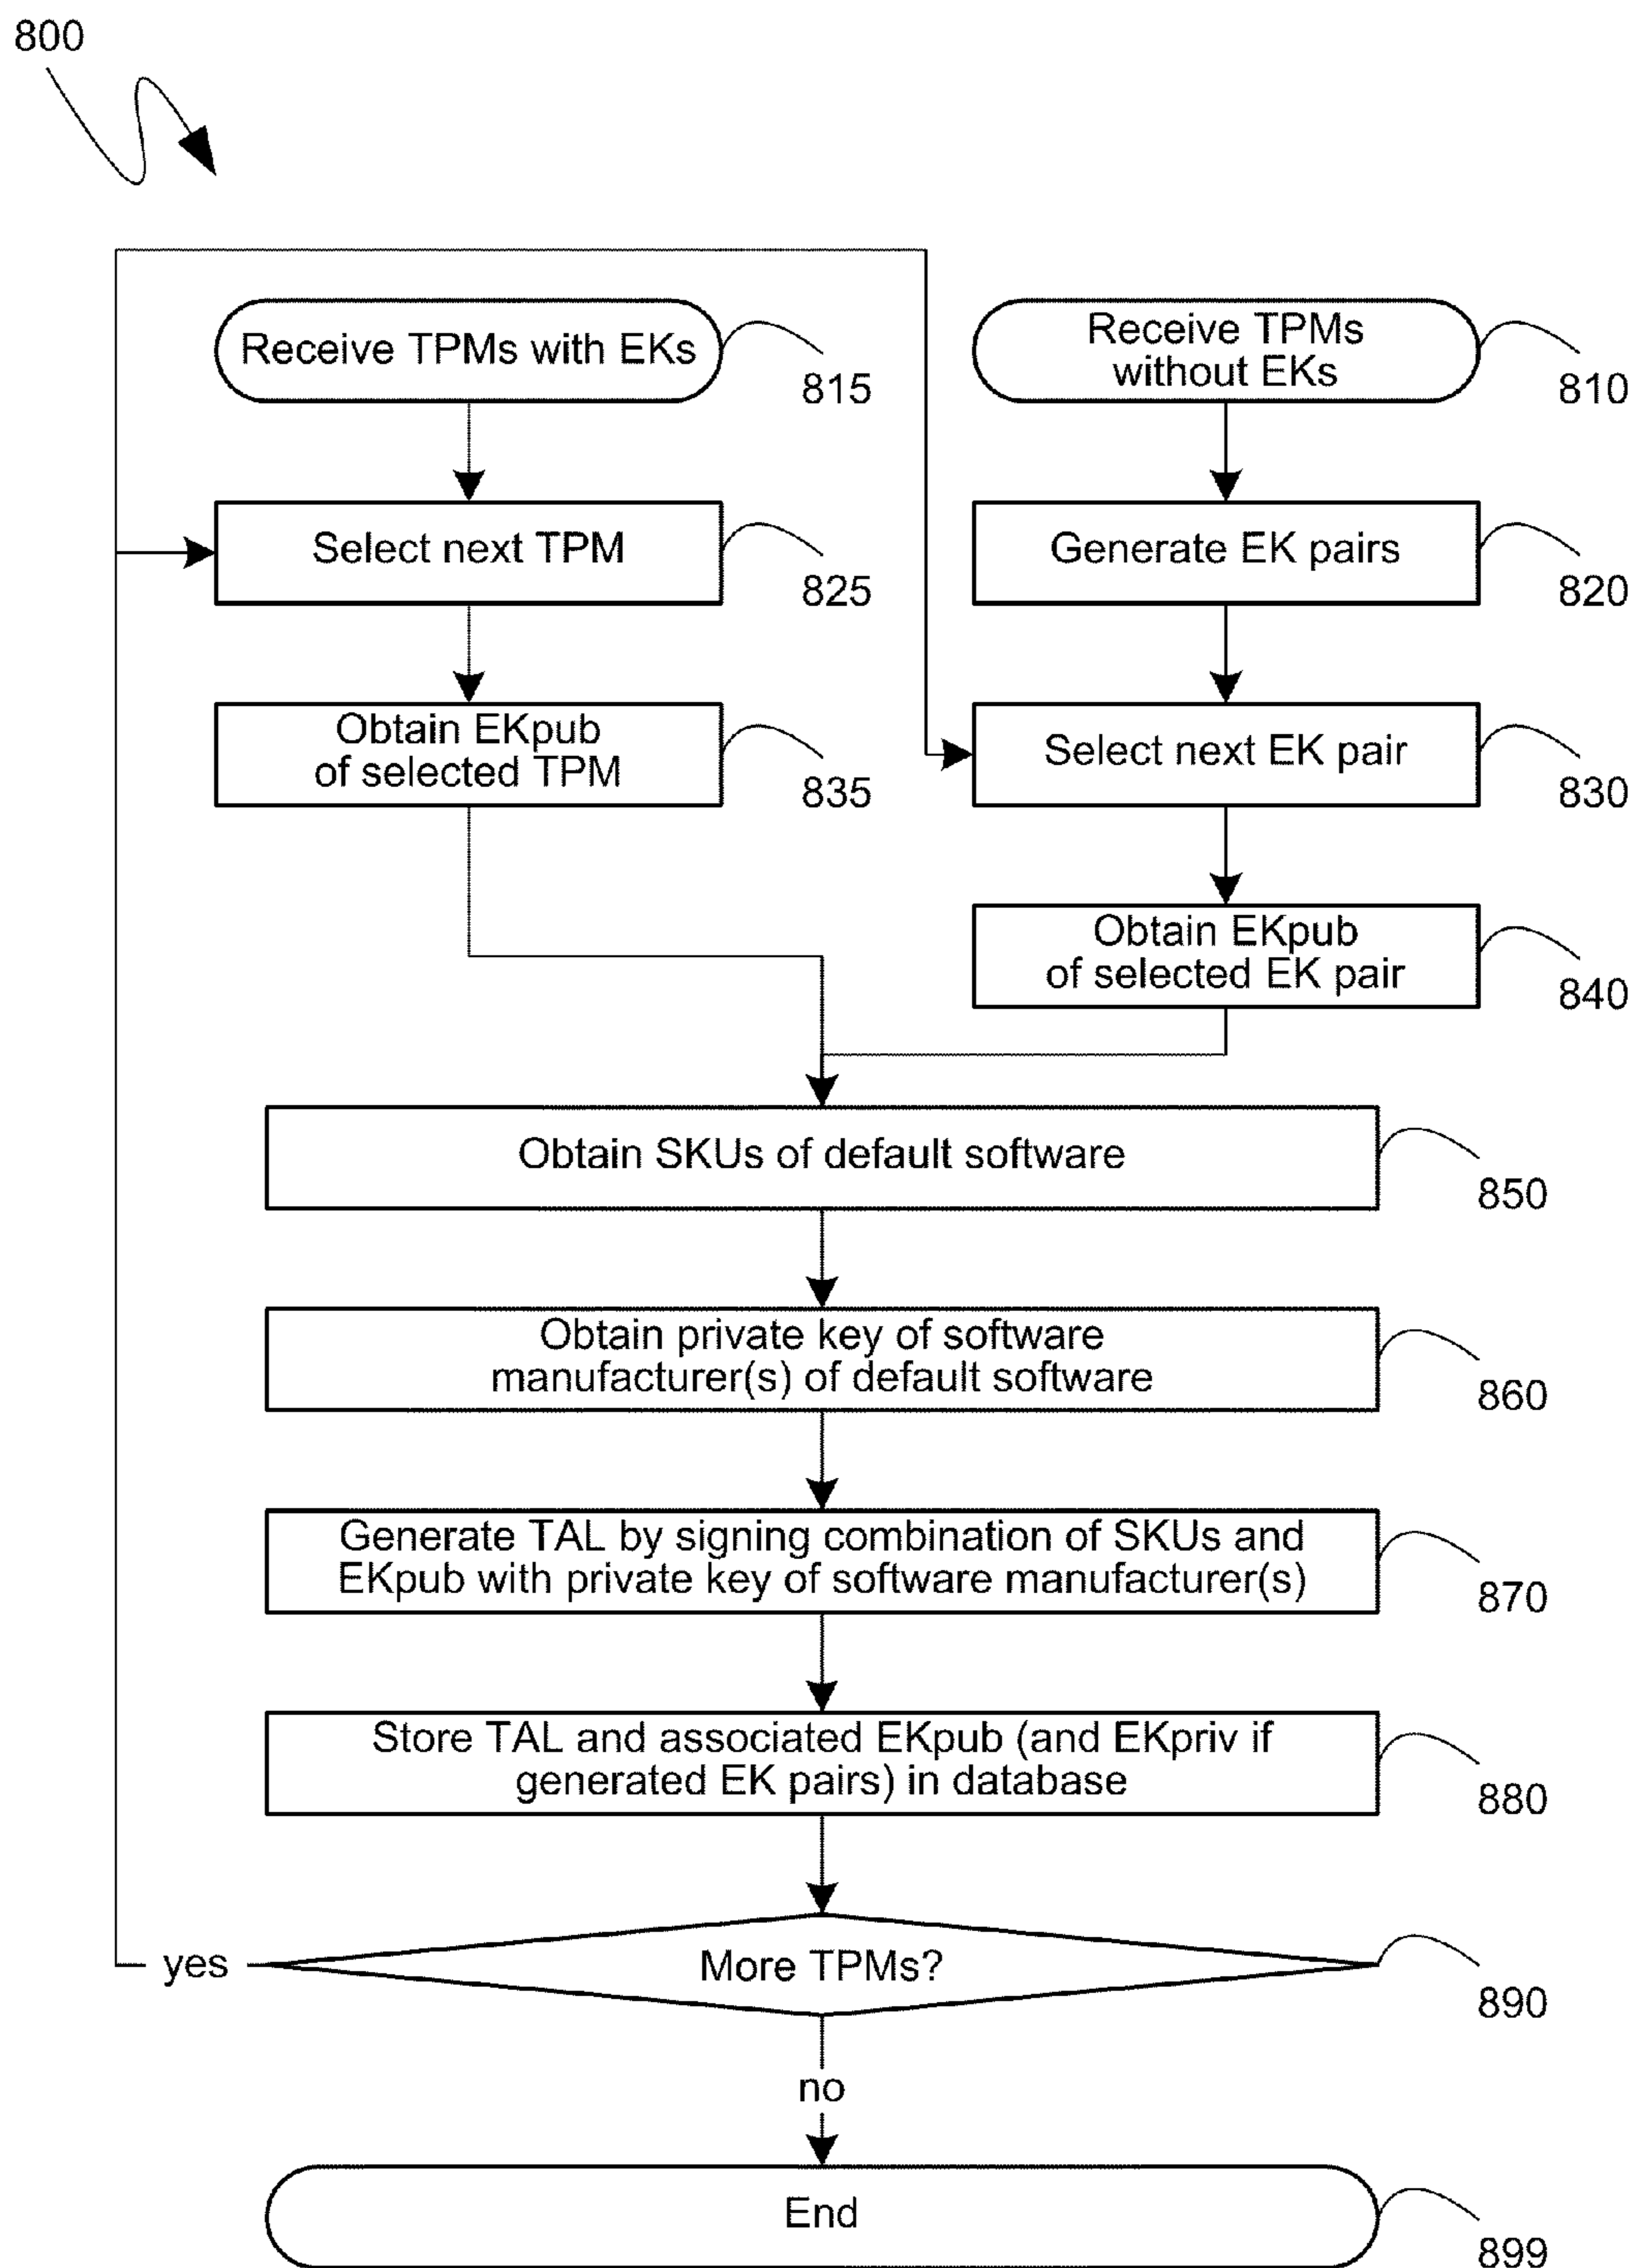 800
Receive TPMs with EKs
815
Receive TPMs
without EKs
810
Select next TPM
825
Generate EK pairs
820
Obtain EKpub
of selected TPM
835
Select next EK pair
830
Obtain EKpub
of selected EK pair
840
Obtain SKUs of default software
850
Obtain private key of software
manufacturer(s) of default software
860
Generate TAL by signing combination of SKUs and
EKpub with private key of software manufacturer(s)
870
Store TAL and associated EKpub (and EKpriv if
generated EK pairs) in database
880
More TPMs?
yes
890
no
End
899